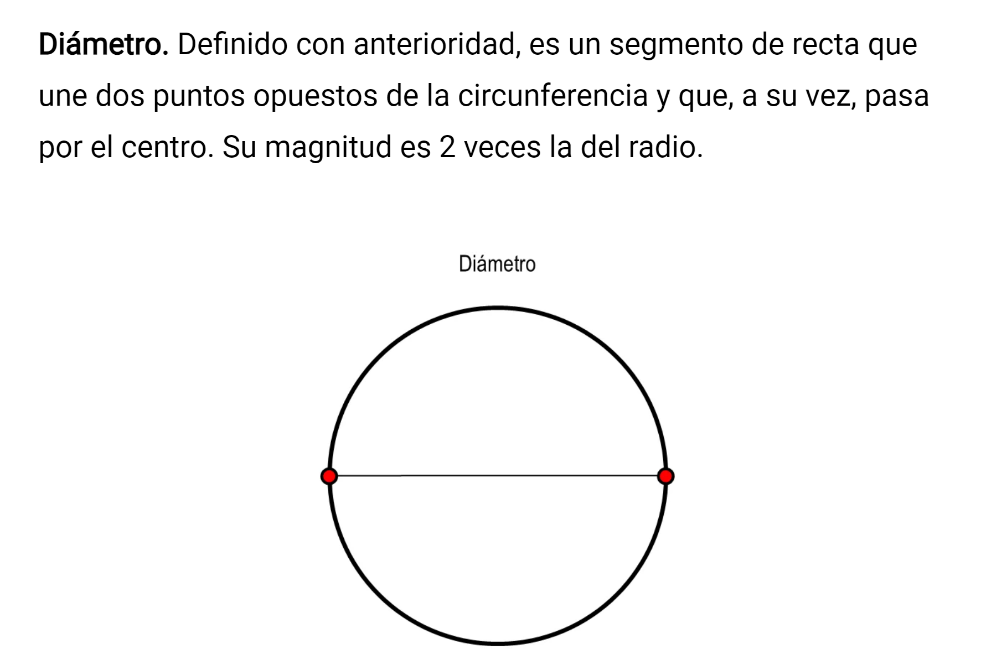 Diámetro. Definido con anterioridad, es un segmento de recta que
une dos puntos opuestos de la circunferencia y que, a su vez, pasa
por el centro. Su magnitud es 2 veces la del radio.
Diámetro